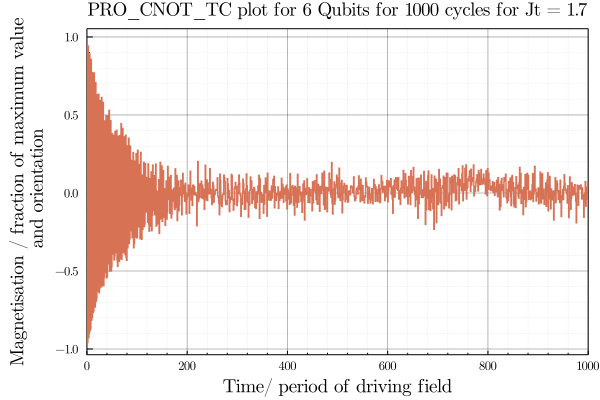 PRO_CNOT_TC plot for 6 Qubits for 1000 cycles for Jt = 1.7
Magnetisation / fraction of maximum value
and orientation
1.0
0.5
0.0
−0.5
−1.0
0 200 400 600 800 1000
Time/ period of driving field